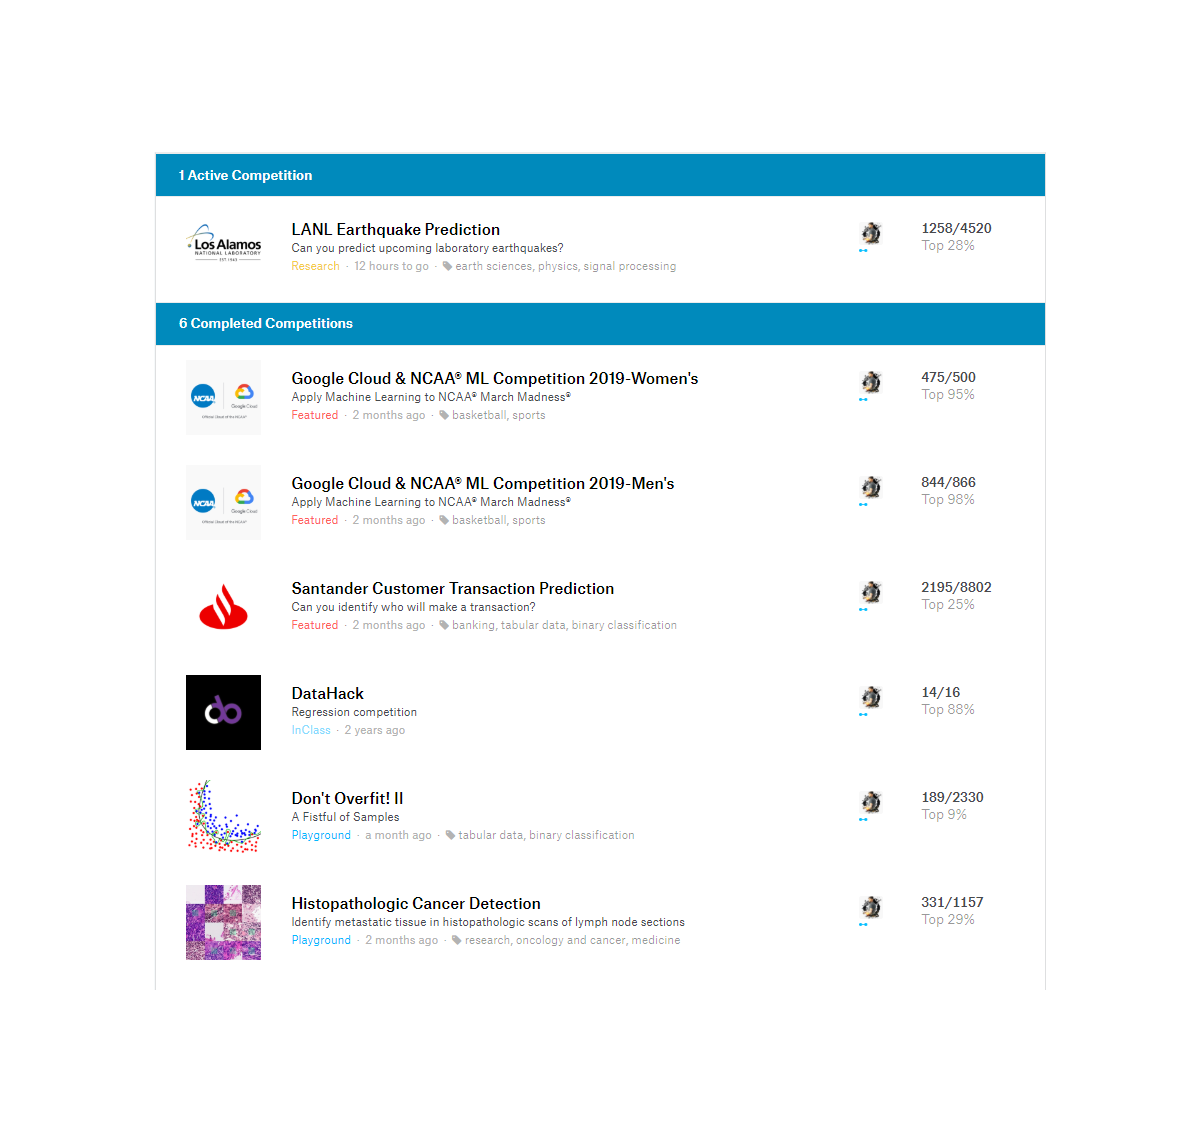 1 Active Competition
Los Alamos
NATIONAL LABORATORY
EST. 1943
LANL Earthquake Prediction
Can you predict upcoming laboratory earthquakes?
Research · 12 hours to go · earth sciences, physics, signal processing
1258/4520
Top 28%
6 Completed Competitions
NCAA
Google Cloud
Official Cloud of the NCAA®
Google Cloud & NCAA® ML Competition 2019-Women's
Apply Machine Learning to NCAA® March Madness®
Featured · 2 months ago · basketball, sports
475/500
Top 95%
NCAA
Google Cloud
Official Cloud of the NCAA®
Google Cloud & NCAA® ML Competition 2019-Men's
Apply Machine Learning to NCAA® March Madness®
Featured · 2 months ago · basketball, sports
844/866
Top 98%
Santander Customer Transaction Prediction
Can you identify who will make a transaction?
Featured · 2 months ago · banking, tabular data, binary classification
2195/8802
Top 25%
DataHack
Regression competition
InClass · 2 years ago
14/16
Top 88%
Don't Overfit! II
A Fistful of Samples
Playground · a month ago · tabular data, binary classification
189/2330
Top 9%
Histopathologic Cancer Detection
Identify metastatic tissue in histopathologic scans of lymph node sections
Playground · 2 months ago · research, oncology and cancer, medicine
331/1157
Top 29%